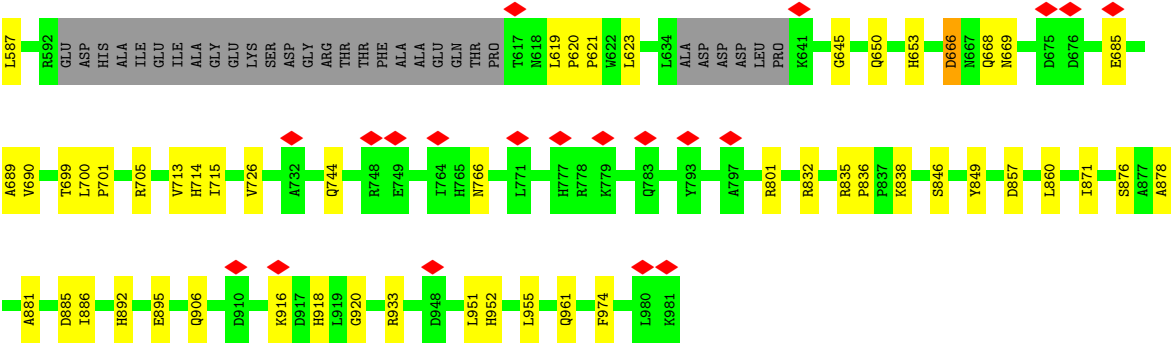 L587 R592 GLU ASP HIS ALA ILE GLU ILE ALA GLY GLU LYS SER ASP GLY ARG THR THR PHE ALA ALA GLU GLN THR PRO T617 N618 L619 P620 P621 W622 L623 L634 ALA ASP ASP ASP LEU PRO K641 G645 Q650 H653 D666 N667 Q668 N669 D675 D676 E685
A689 V690 T699 L700 P701 R705 V713 H714 I715 V726 A732 Q744 R748 E749 I764 H765 N766 L771 H777 R778 K779 Q783 Y793 A797 R801 R832 R835 P836 P837 K838 S846 Y849 D857 L860 I871 S876 A877 A878
A881 D885 I886 H892 E895 Q906 D910 K916 D917 H918 L919 G920 R933 D948 L951 H952 L955 Q961 F974 L980 K981